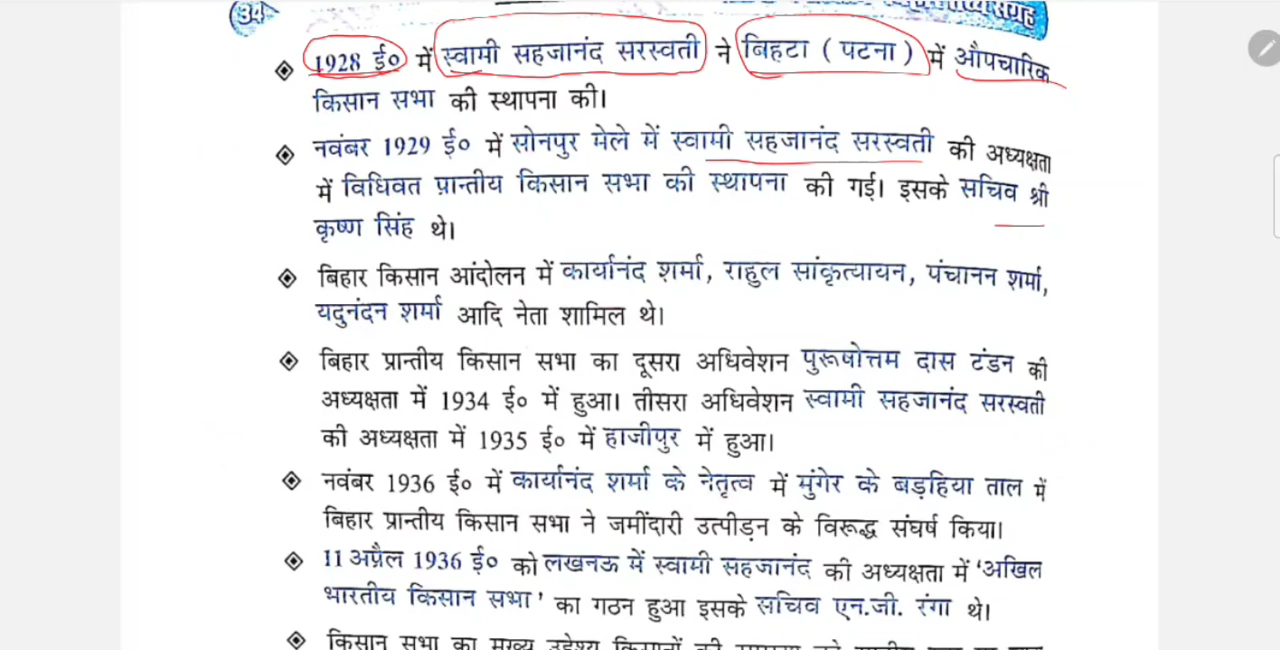 34
संग्रह
1928 ई० में स्वामी सहजानंद सरस्वती ने बिहटा ( पटना ) में औपचारिक
किसान सभा की स्थापना की।
नवंबर 1929 ई० में सोनपुर मेले में स्वामी सहजानंद सरस्वती की अध्यक्षता
में विधिवत प्रान्तीय किसान सभा की स्थापना की गई। इसके सचिव श्री
कृष्ण सिंह थे।
बिहार किसान आंदोलन में कार्यानंद शर्मा, राहुल सांकृत्यायन, पंचानन शर्मा,
यदुनंदन शर्मा आदि नेता शामिल थे।
बिहार प्रान्तीय किसान सभा का दूसरा अधिवेशन पुरूषोत्तम दास टंडन की
अध्यक्षता में 1934 ई० में हुआ। तीसरा अधिवेशन स्वामी सहजानंद सरस्वती
की अध्यक्षता में 1935 ई० में हाजीपुर में हुआ।
नवंबर 1936 ई० में कार्यानंद शर्मा के नेतृत्व में मुंगेर के बड़हिया ताल में
बिहार प्रान्तीय किसान सभा ने जमींदारी उत्पीड़न के विरूद्ध संघर्ष किया।
11 अप्रैल 1936 ई० को लखनऊ में स्वामी सहजानंद की अध्यक्षता में 'अखिल
भारतीय किसान सभा' का गठन हुआ इसके सचिव एन.जी. रंगा थे।
किसान सभा का मुख्य उद्देश्य किसानों की